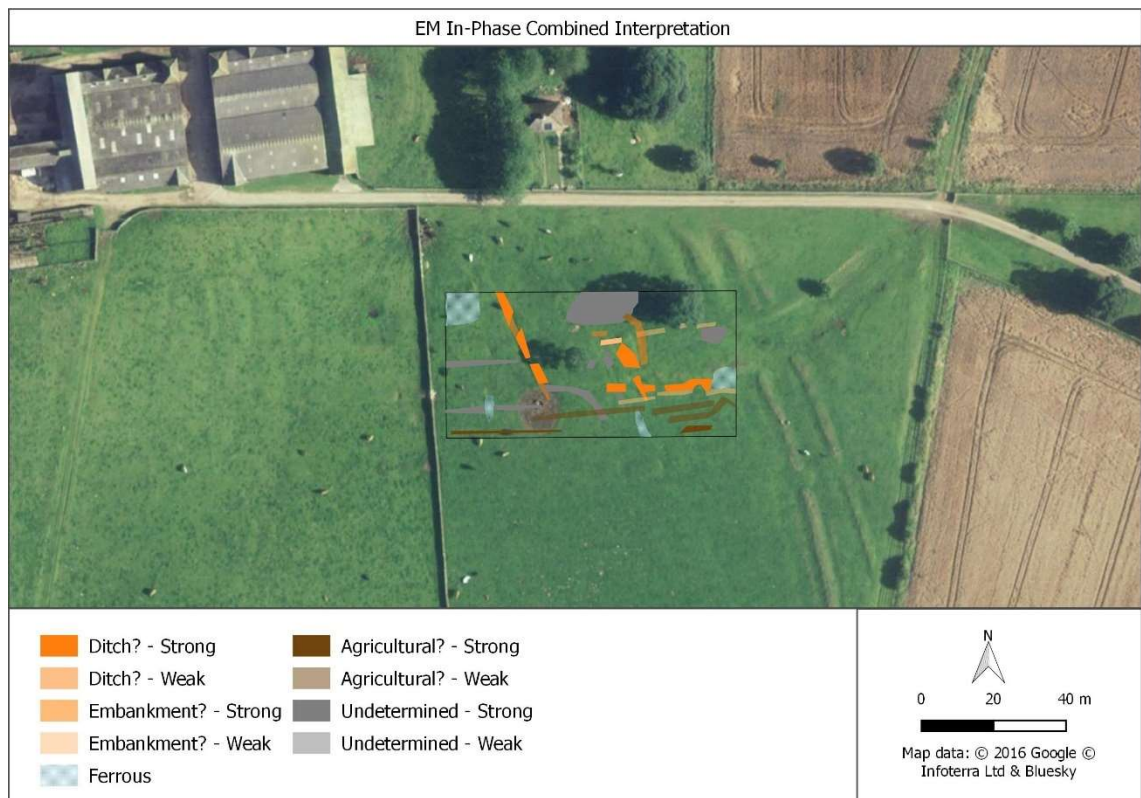 EM In-Phase Combined Interpretation
Ditch? - Strong
Ditch? - Weak
Embankment? - Strong
Embankment? - Weak
Ferrous
Agricultural? - Strong
Agricultural? - Weak
Undetermined - Strong
Undetermined - Weak
N
0 20 40 m
Map data: © 2016 Google ©
Infoterra Ltd & Bluesky